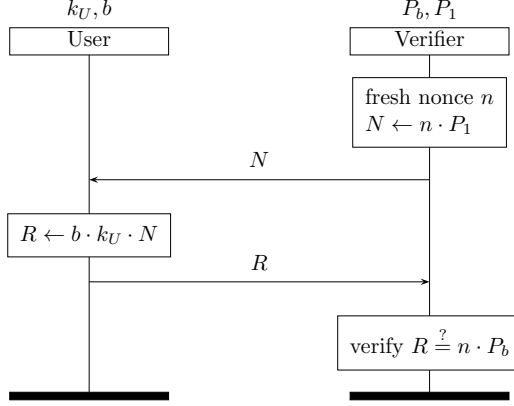 k_U, b
P_b, P_1
User
Verifier
fresh nonce n
N ← n · P_1
N
R ← b · k_U · N
R
verify R ≟ n · P_b